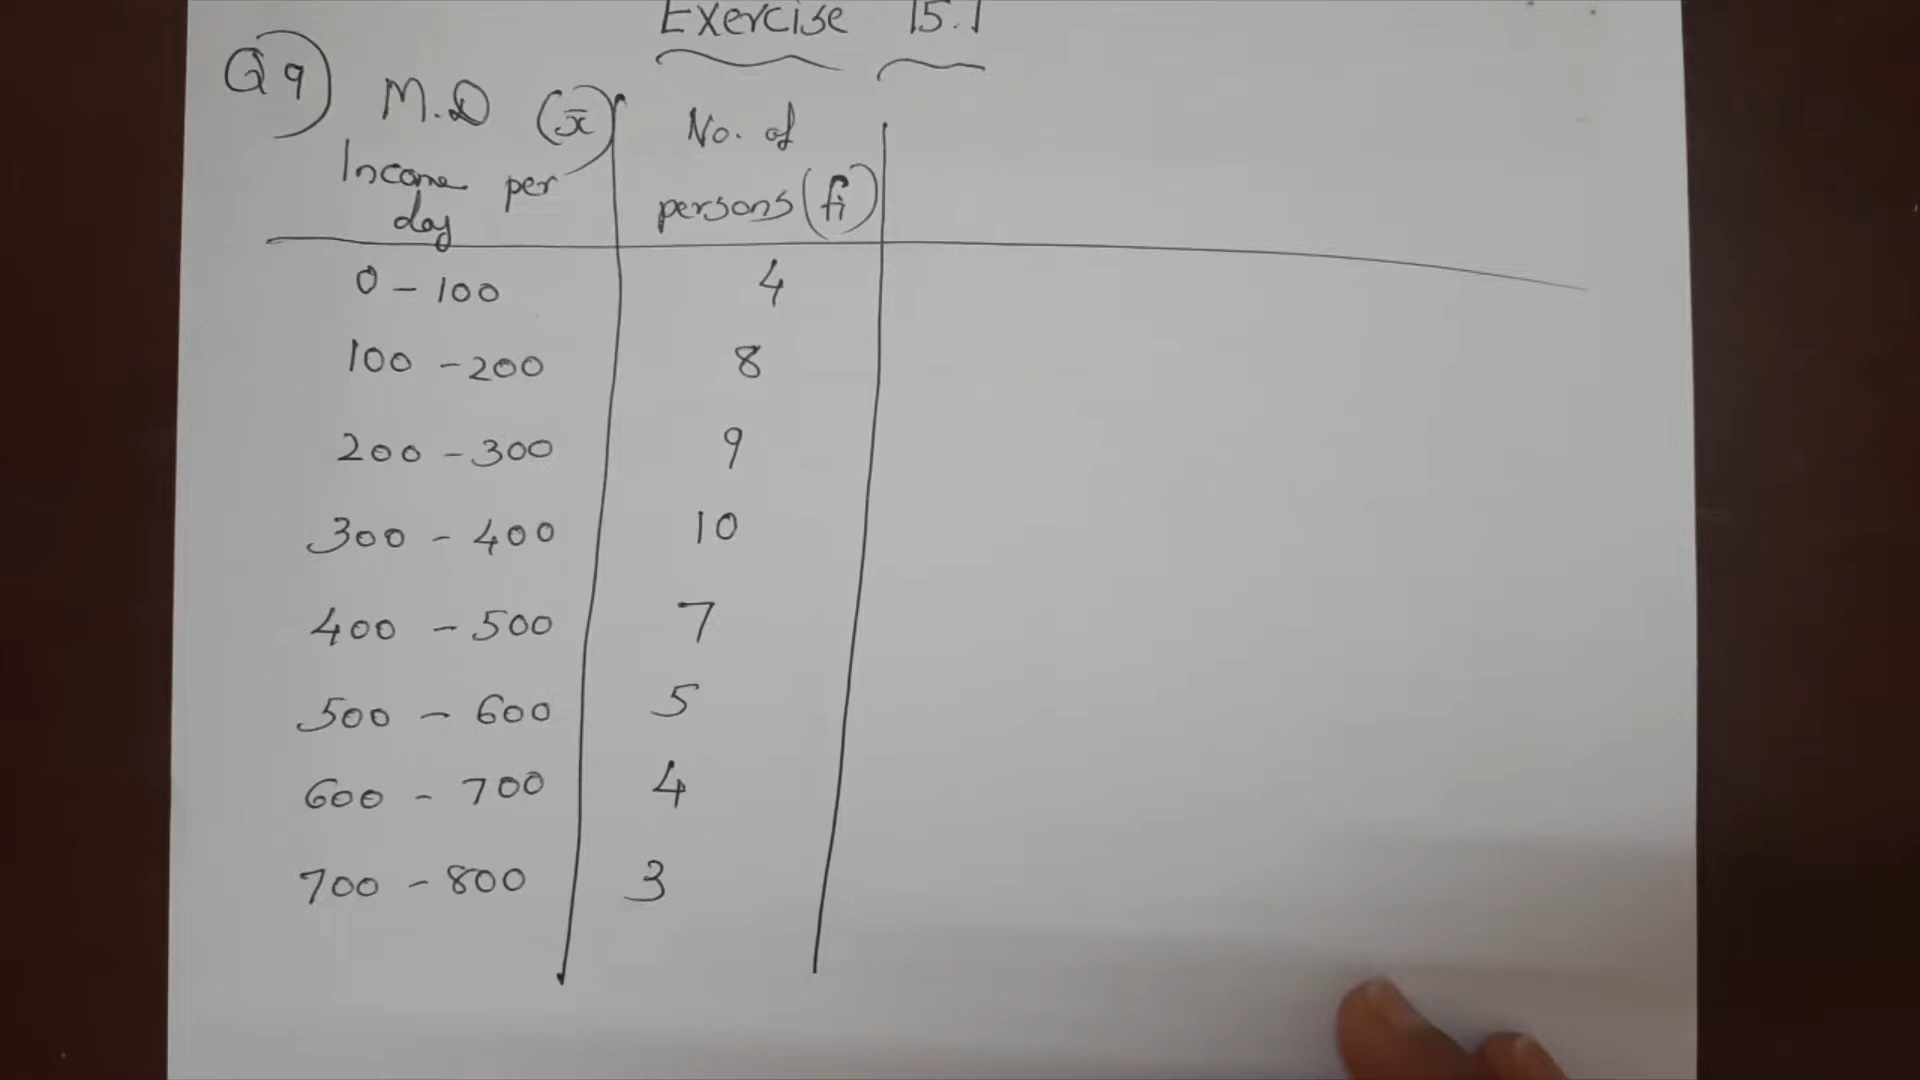 Exercise 15.1
Q9) M.D (x̄)
Income per day
No. of persons (fi)
0 - 100 4
100 - 200 8
200 - 300 9
300 - 400 10
400 - 500 7
500 - 600 5
600 - 700 4
700 - 800 3